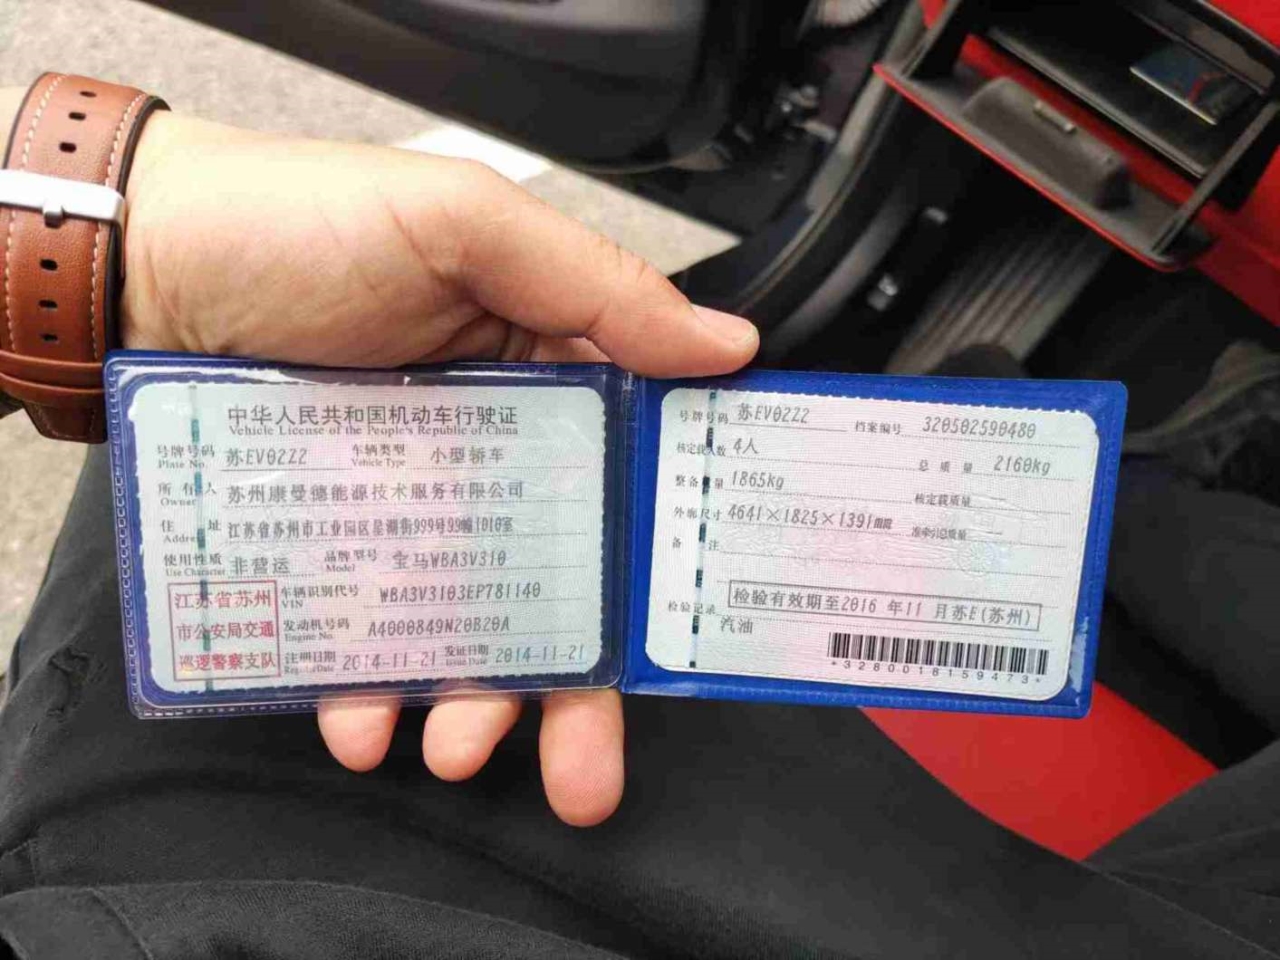 中华人民共和国机动车行驶证
Vehicle License of the People's Republic of China
号牌号码 苏EV02Z2 车辆类型 小型轿车
Plate No. Vehicle Type
所有人 苏州康曼德能源技术服务有限公司
Owner
住址 江苏省苏州市工业园区星湖街999号99幢1010室
Address
使用性质 非营运 品牌型号 宝马WBA3V310
Use Character Model
江苏省苏州
市公安局交通
巡逻警察支队
车辆识别代号 WBA3V3103EP781140
VIN
发动机号码 A4000849N20B20A
Engine No.
注册日期 2014-11-21 发证日期 2014-11-21
Register Date Issue Date
号牌号码 苏EV02Z2 档案编号 320502590480
核定载人数 4人 总质量 2160kg
整备质量 1865kg 核定载质量 —
外廓尺寸 4641×1825×1391mm 准牵引总质量 —
备注
检验记录 检验有效期至2016年11月苏E(苏州)
汽油
*3280018159473*